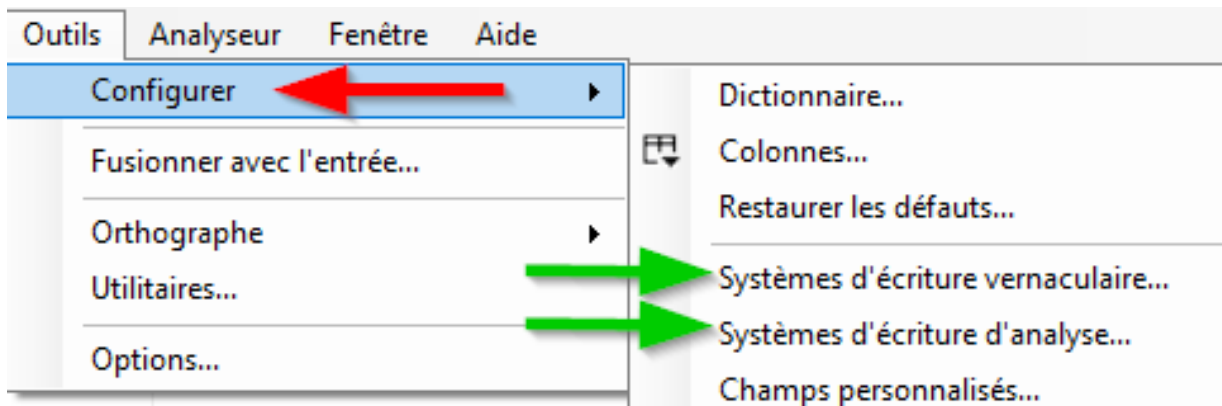 Outils Analyseur Fenêtre Aide
Configurer
Fusionner avec l'entrée...
Orthographe
Utilitaires...
Options...
Dictionnaire...
Colonnes...
Restaurer les défauts...
Systèmes d'écriture vernaculaire...
Systèmes d'écriture d'analyse...
Champs personnalisés...